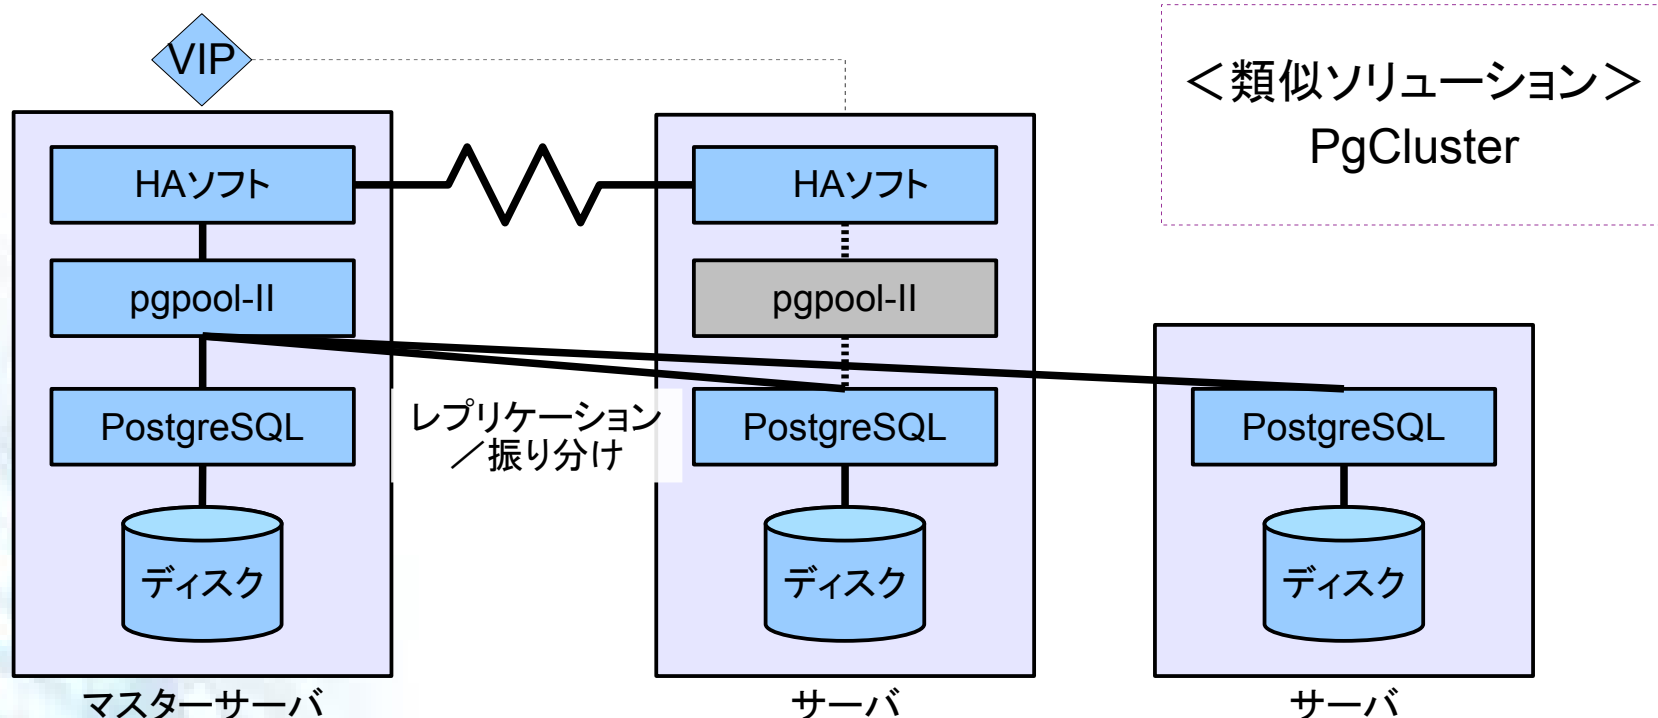 VIP
＜類似ソリューション＞
PgCluster
HAソフト
HAソフト
pgpool-II
pgpool-II
レプリケーション
／振り分け
PostgreSQL
PostgreSQL
PostgreSQL
ディスク
ディスク
ディスク
マスターサーバ
サーバ
サーバ